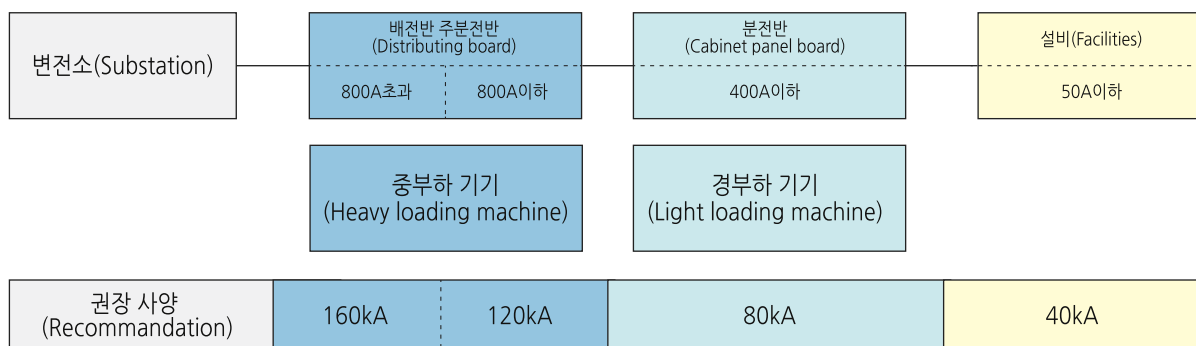 변전소(Substation)
배전반 주분전반
(Distributing board)
800A초과
800A이하
분전반
(Cabinet panel board)
400A이하
설비(Facilities)
50A이하
중부하 기기
(Heavy loading machine)
경부하 기기
(Light loading machine)
권장 사양
(Recommandation)
160kA
120kA
80kA
40kA